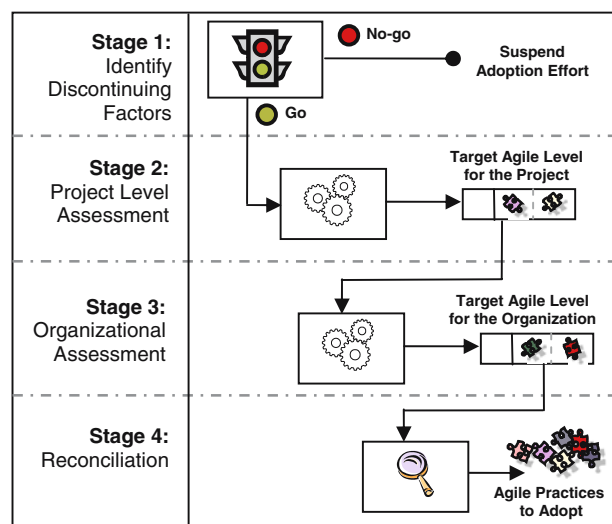 Stage 1:
Identify
Discontinuing
Factors
No-go
Suspend
Adoption Effort
Go
Stage 2:
Project Level
Assessment
Target Agile Level
for the Project
Stage 3:
Organizational
Assessment
Target Agile Level
for the Organization
Stage 4:
Reconciliation
Agile Practices
to Adopt